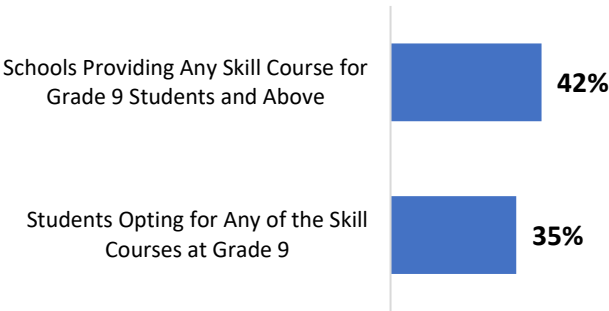 Schools Providing Any Skill Course for
Grade 9 Students and Above
42%
Students Opting for Any of the Skill
Courses at Grade 9
35%